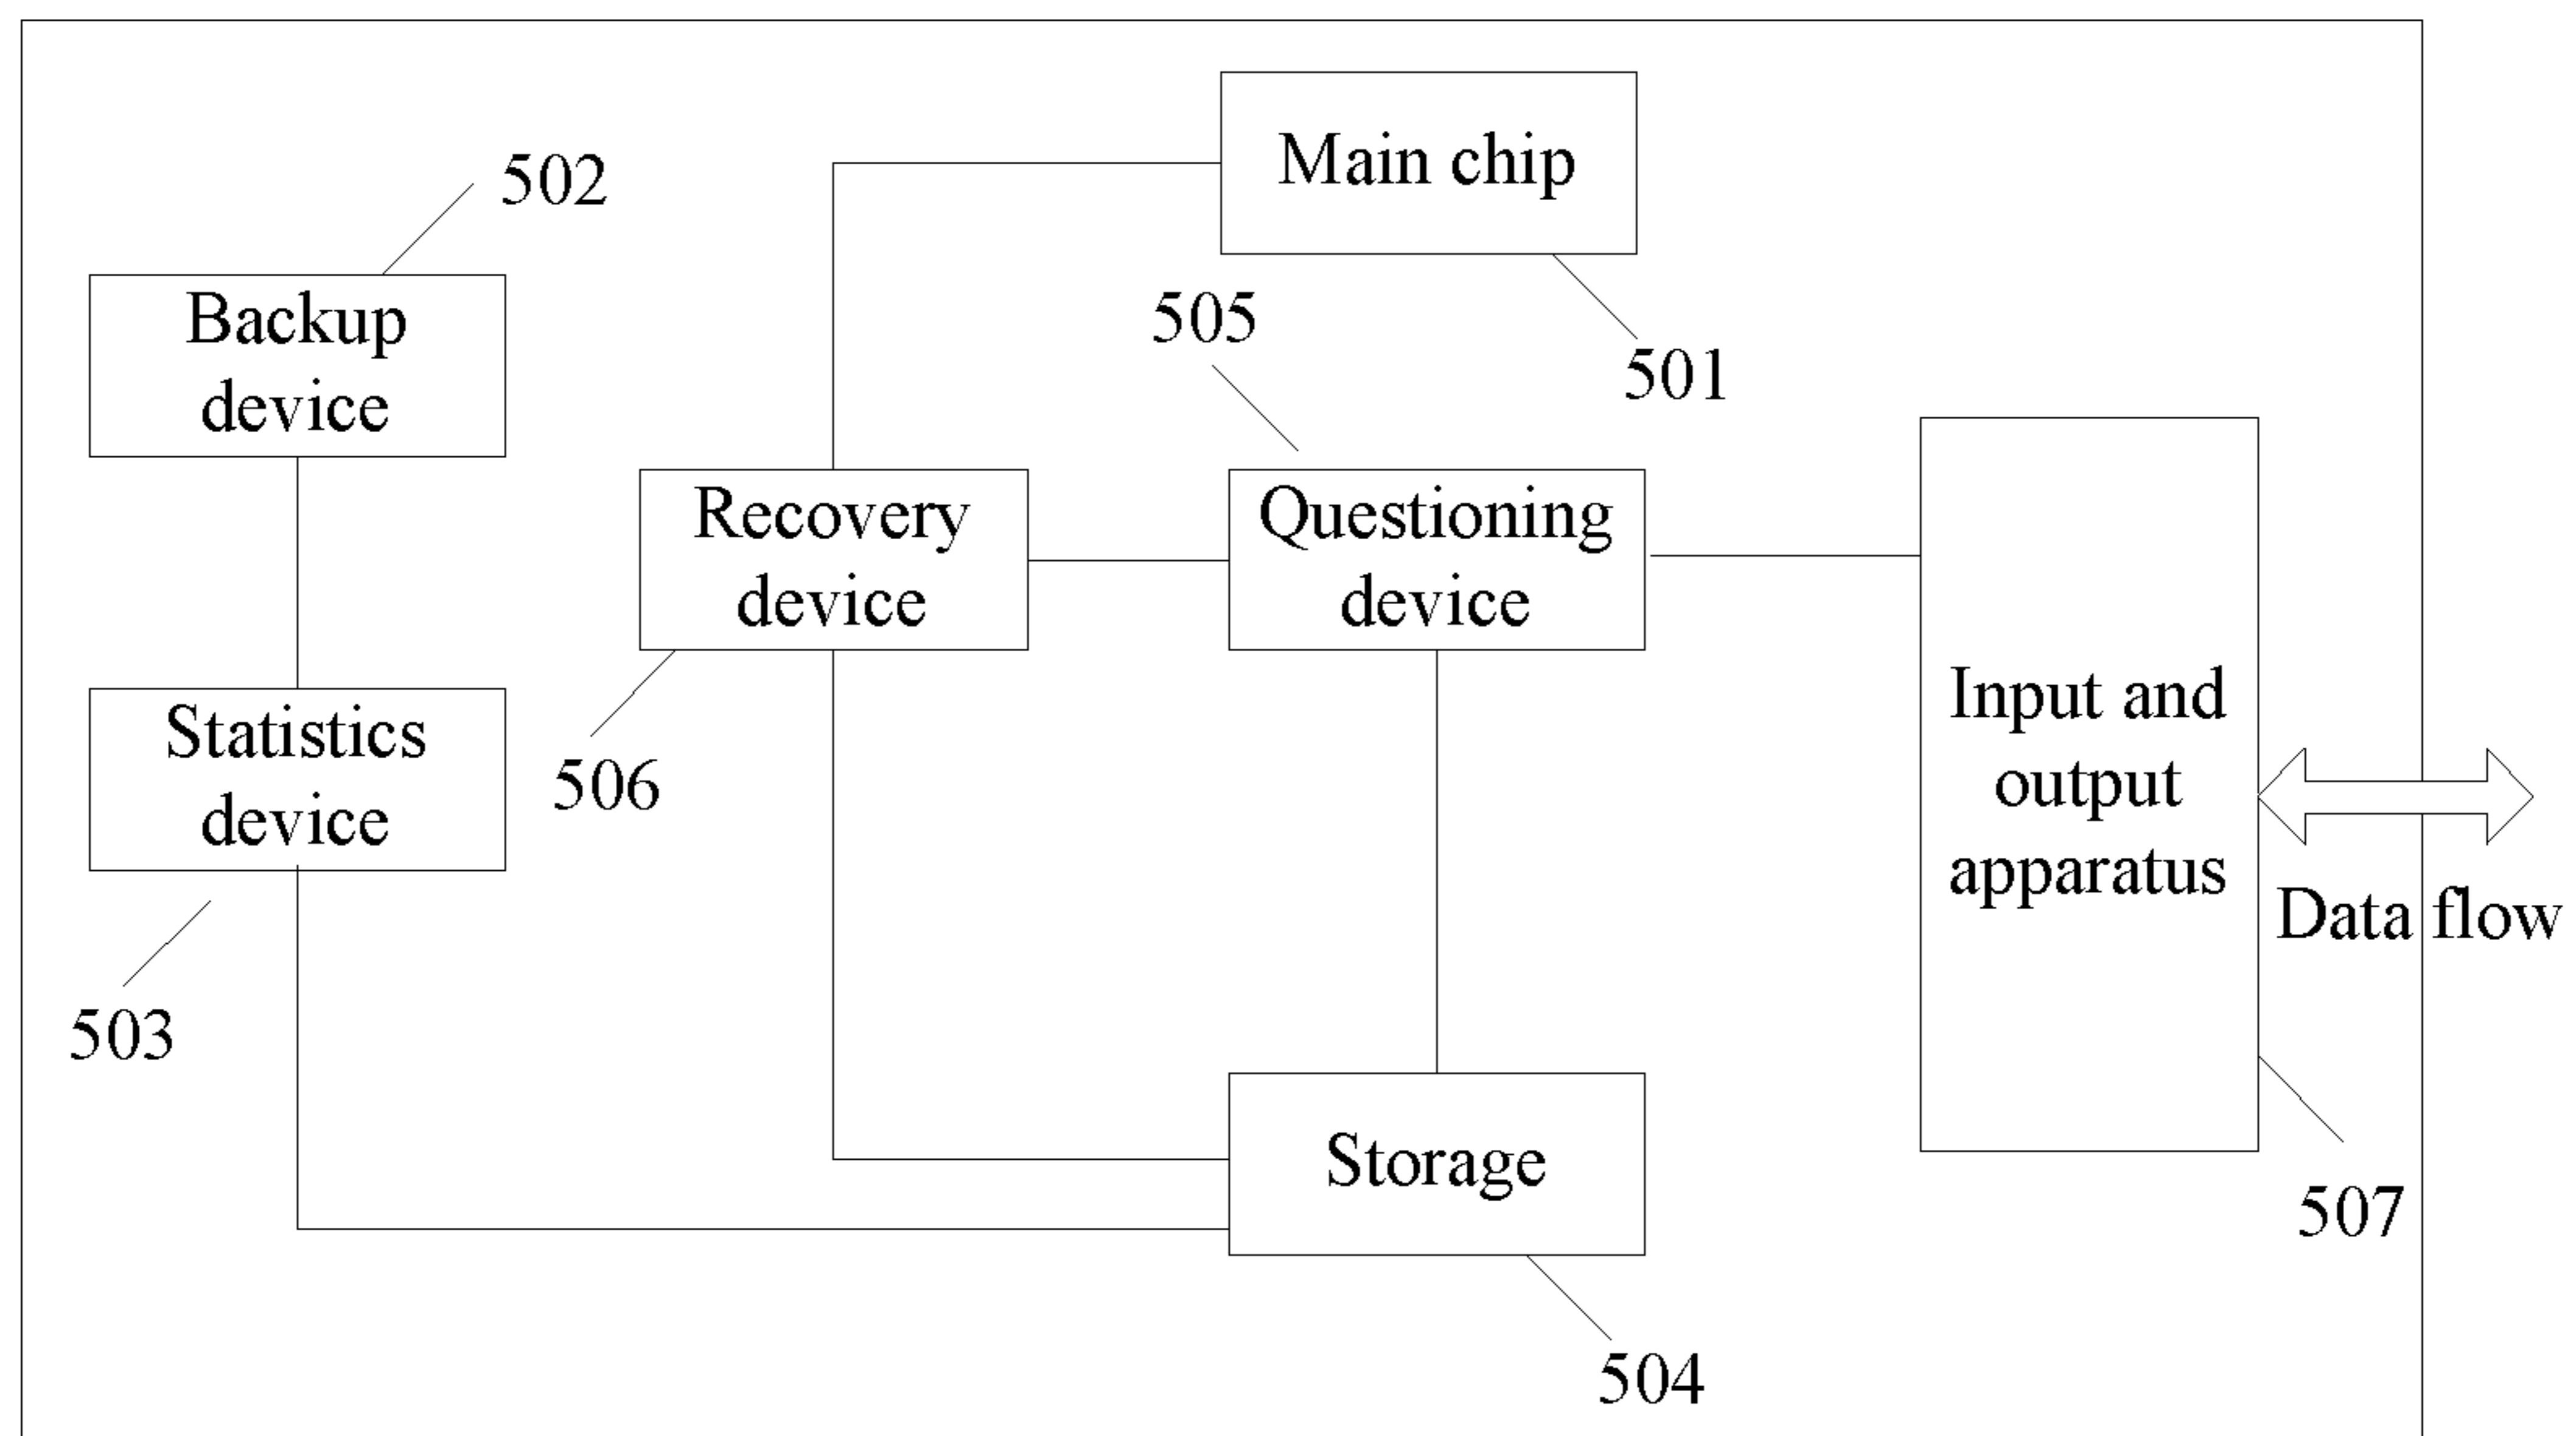 Main chip
502
Backup
device
505
501
Recovery
device
Questioning
device
Input and
output
apparatus
Statistics
device
506
Data flow
503
Storage
507
504